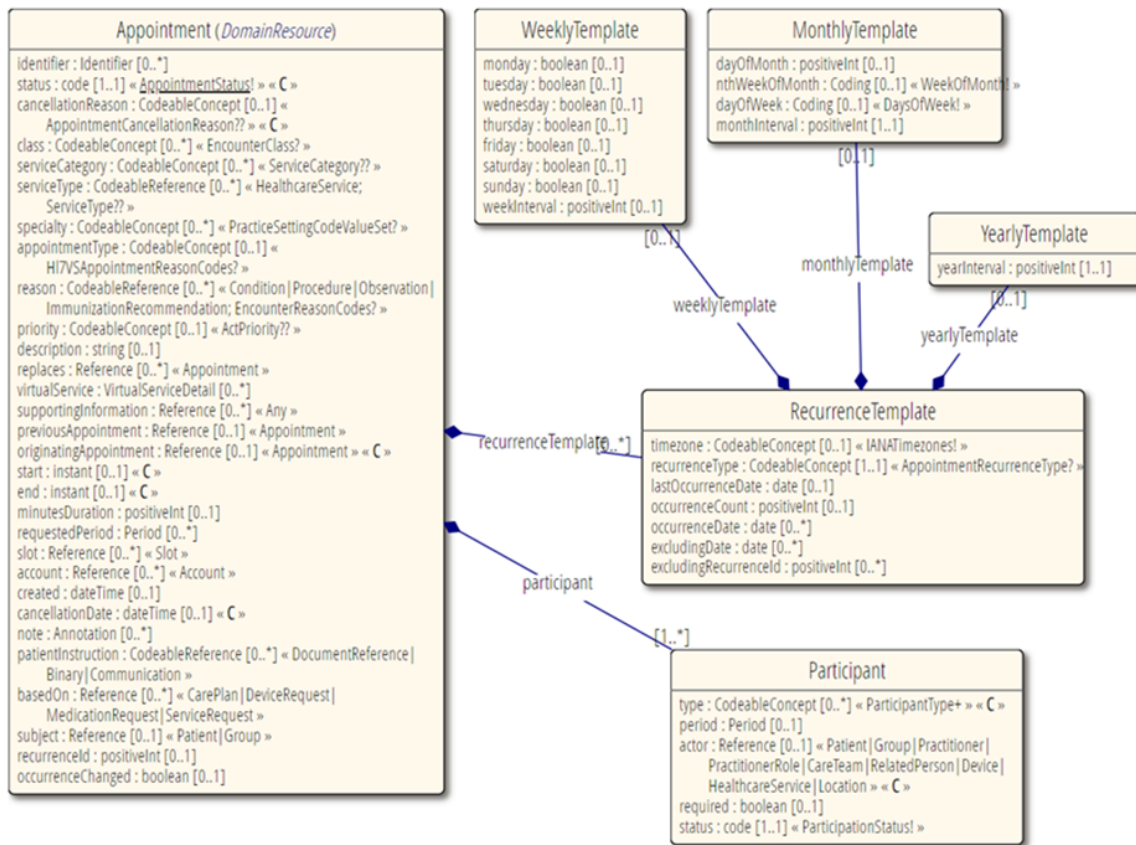 Appointment (DomainResource)
identifier : Identifier [0..*]
status : code [1..1] « AppointmentStatus! » « C »
cancellationReason : CodeableConcept [0..1] «
AppointmentCancellationReason?? » « C »
class : CodeableConcept [0..*] « EncounterClass? »
serviceCategory : CodeableConcept [0..*] « ServiceCategory?? »
serviceType : CodeableReference [0..*] « HealthcareService;
ServiceType?? »
specialty : CodeableConcept [0..*] « PracticeSettingCodeValueSet? »
appointmentType : CodeableConcept [0..1] «
Hl7VSAppointmentReasonCodes? »
reason : CodeableReference [0..*] « Condition|Procedure|Observation|
ImmunizationRecommendation; EncounterReasonCodes? »
priority : CodeableConcept [0..1] « ActPriority?? »
description : string [0..1]
replaces : Reference [0..*] « Appointment »
virtualService : VirtualServiceDetail [0..*]
supportingInformation : Reference [0..*] « Any »
previousAppointment : Reference [0..1] « Appointment »
originatingAppointment : Reference [0..1] « Appointment » « C »
start : instant [0..1] « C »
end : instant [0..1] « C »
minutesDuration : positiveInt [0..1]
requestedPeriod : Period [0..*]
slot : Reference [0..*] « Slot »
account : Reference [0..*] « Account »
created : dateTime [0..1]
cancellationDate : dateTime [0..1] « C »
note : Annotation [0..*]
patientInstruction : CodeableReference [0..*] « DocumentReference|
Binary|Communication »
basedOn : Reference [0..*] « CarePlan|DeviceRequest|
MedicationRequest|ServiceRequest »
subject : Reference [0..1] « Patient|Group »
recurrenceId : positiveInt [0..1]
occurrenceChanged : boolean [0..1]
WeeklyTemplate
monday : boolean [0..1]
tuesday : boolean [0..1]
wednesday : boolean [0..1]
thursday : boolean [0..1]
friday : boolean [0..1]
saturday : boolean [0..1]
sunday : boolean [0..1]
weekInterval : positiveInt [0..1]
[0..1]
weeklyTemplate
MonthlyTemplate
dayOfMonth : positiveInt [0..1]
nthWeekOfMonth : Coding [0..1] « WeekOfMonth! »
dayOfWeek : Coding [0..1] « DaysOfWeek! »
monthInterval : positiveInt [1..1]
[0..1]
monthlyTemplate
YearlyTemplate
yearInterval : positiveInt [1..1]
[0..1]
yearlyTemplate
recurrenceTemplate
[0..*]
RecurrenceTemplate
timezone : CodeableConcept [0..1] « IANATimezones! »
recurrenceType : CodeableConcept [1..1] « AppointmentRecurrenceType? »
lastOccurrenceDate : date [0..1]
occurrenceCount : positiveInt [0..1]
occurrenceDate : date [0..*]
excludingDate : date [0..*]
excludingRecurrenceId : positiveInt [0..*]
participant
[1..*]
Participant
type : CodeableConcept [0..*] « ParticipantType+ » « C »
period : Period [0..1]
actor : Reference [0..1] « Patient|Group|Practitioner|
PractitionerRole|CareTeam|RelatedPerson|Device|
HealthcareService|Location » « C »
required : boolean [0..1]
status : code [1..1] « ParticipationStatus! »